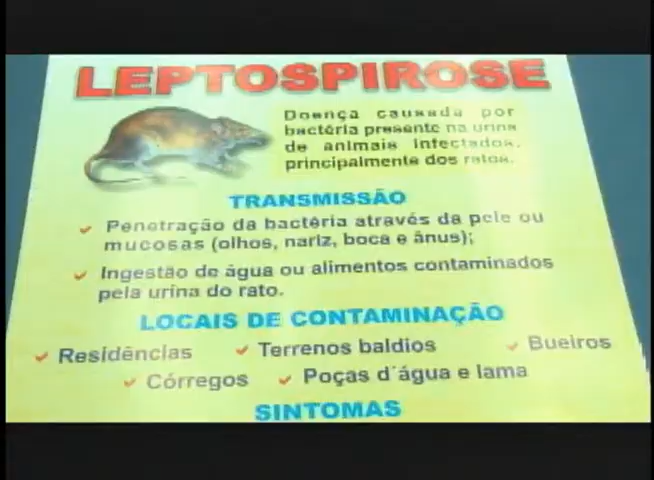 LEPTOSPIROSE
Doença causada por
bactéria presente na urina
de animais infectados,
principalmente dos ratos.
TRANSMISSÃO
Penetração da bactéria através da pele ou
mucosas (olhos, nariz, boca e ânus);
Ingestão de água ou alimentos contaminados
pela urina do rato.
LOCAIS DE CONTAMINAÇÃO
Residências Terrenos baldios Bueiros
Córregos Poças d´água e lama
SINTOMAS